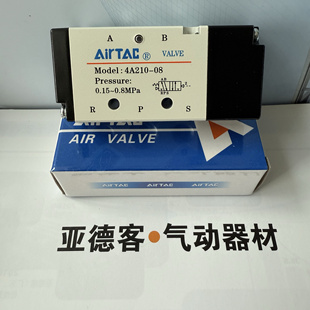 A B
AirTAC ® VALVE
Model: 4A210-08
Pressure:
0.15-0.8MPa
R P S
AirTAC
AIR VALVE
AirTAC AirTAC AirTAC
亚德客•气动器材